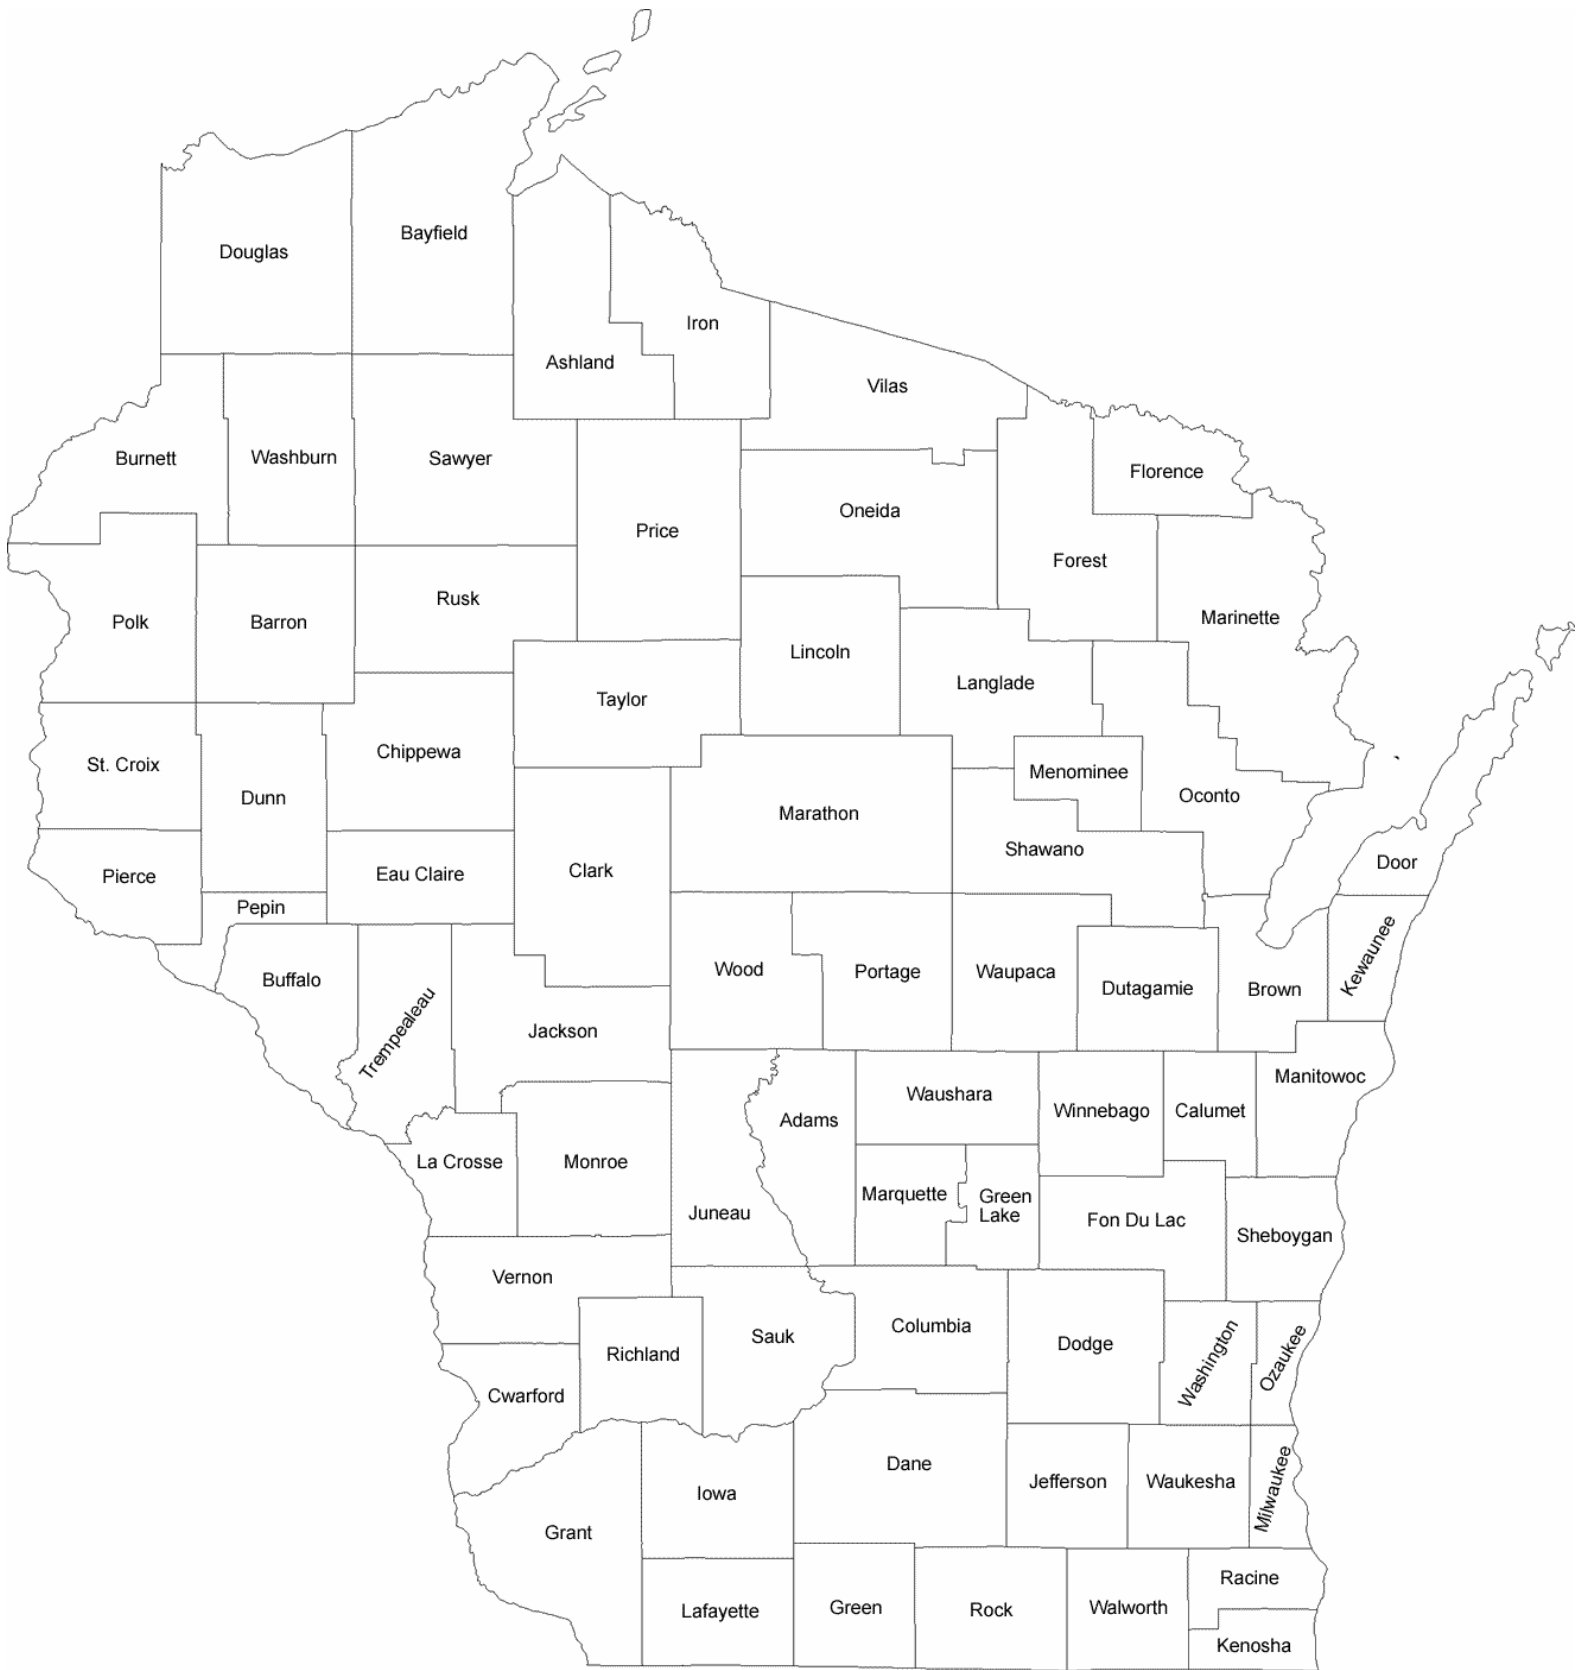 Bayfield
Douglas
Iron
Ashland
Vilas
Burnett
Washburn
Sawyer
Florence
Oneida
Price
Forest
Rusk
Marinette
Polk
Barron
Lincoln
Langlade
Taylor
Chippewa
St. Croix
Menominee
Dunn
Oconto
Marathon
Shawano
Door
Clark
Eau Claire
Pierce
Pepin
Kewaunee
Wood
Portage
Waupaca
Buffalo
Dutagamie
Brown
Trempealeau
Jackson
Manitowoc
Waushara
Winnebago
Calumet
Adams
La Crosse
Monroe
Marquette
Green
Lake
Juneau
Fon Du Lac
Sheboygan
Vernon
Columbia
Sauk
Dodge
Richland
Washington
Ozaukee
Cwarford
Dane
Jefferson
Waukesha
Milwaukee
Iowa
Grant
Racine
Green
Walworth
Rock
Lafayette
Kenosha